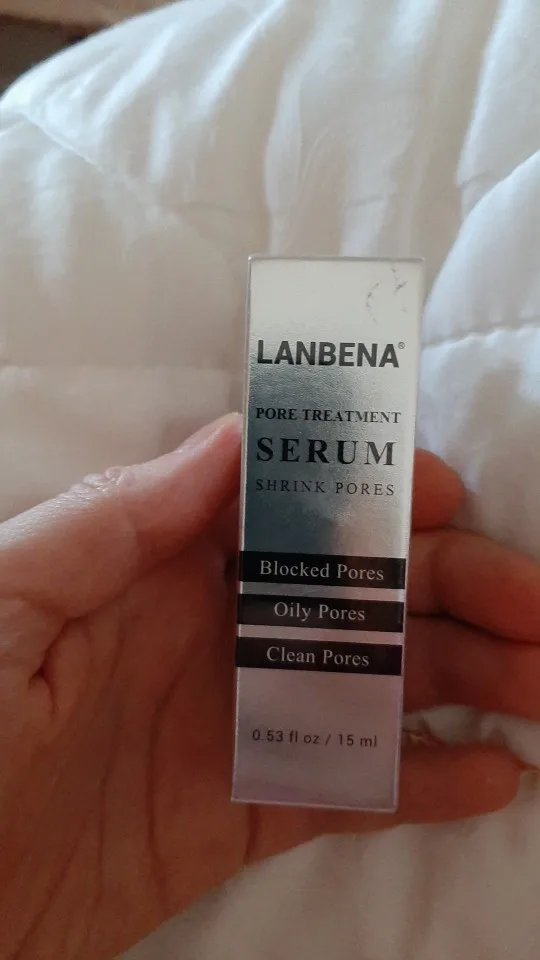 LANBENA®
PORE TREATMENT
SERUM
SHRINK PORES
Blocked Pores
Oily Pores
Clean Pores
0.53 fl oz / 15 ml